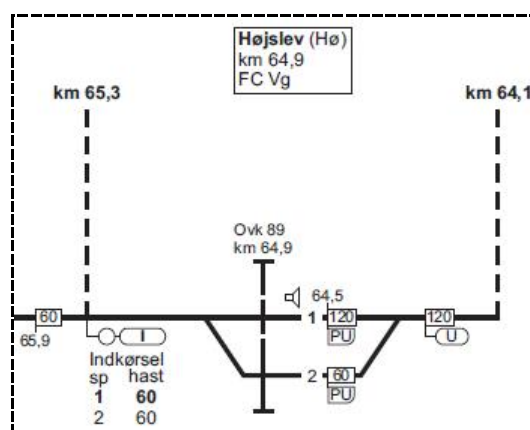 Højslev (Hø)
km 64,9
FC Vg
km 65,3
km 64,1
Ovk 89
km 64,9
64,5
60
1
120
120
65,9
I
PU
U
Indkørsel
sp hast
1 60
2 60
2
60
PU